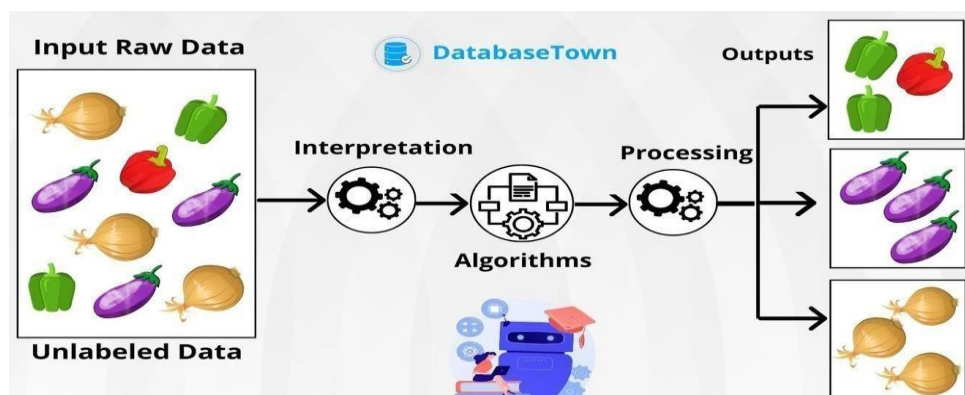 Input Raw Data
DatabaseTown
Outputs
Interpretation
Processing
Algorithms
Unlabeled Data